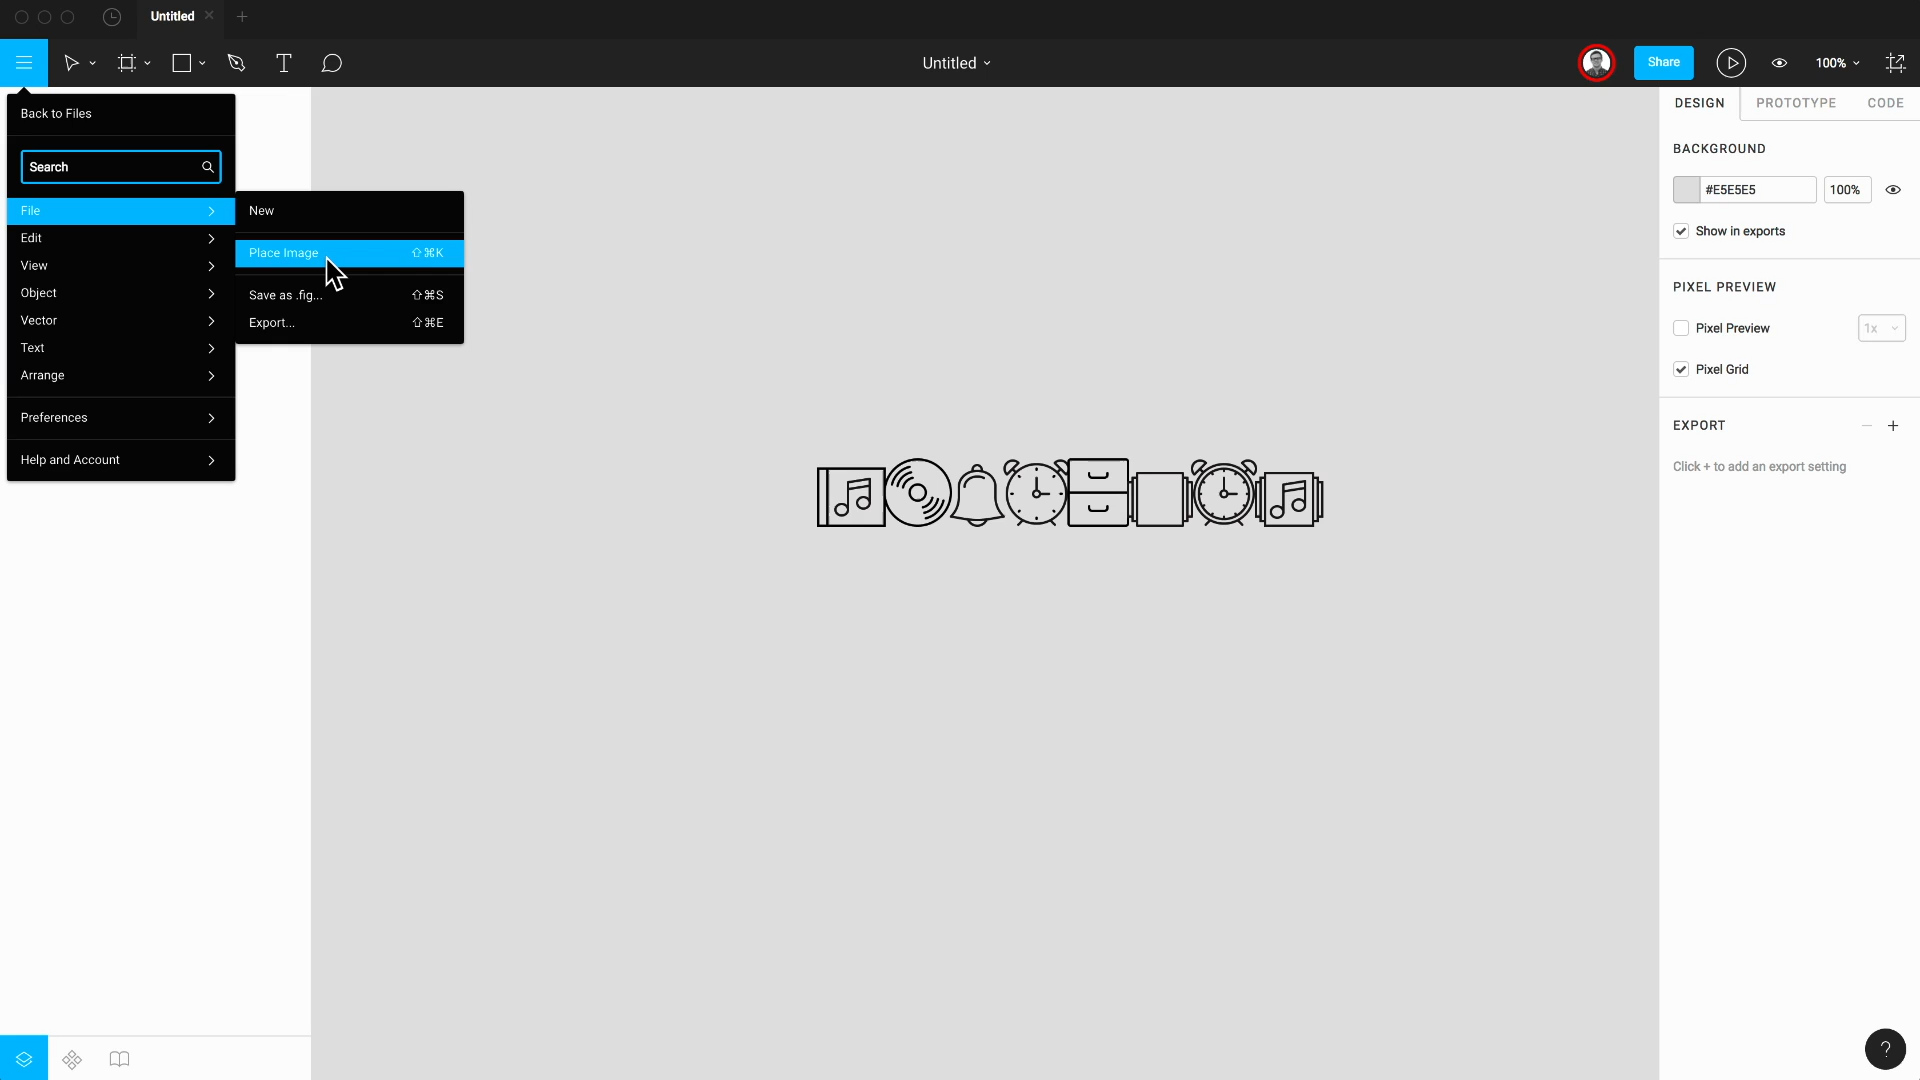 Untitled
Untitled
Share
100%
Back to Files
Search
File
Edit
View
Object
Vector
Text
Arrange
Preferences
Help and Account
New
Place Image ⇧⌘K
Save as .fig... ⇧⌘S
Export... ⇧⌘E
DESIGN PROTOTYPE CODE
BACKGROUND
#E5E5E5 100%
Show in exports
PIXEL PREVIEW
Pixel Preview 1x
Pixel Grid
EXPORT
Click + to add an export setting
?